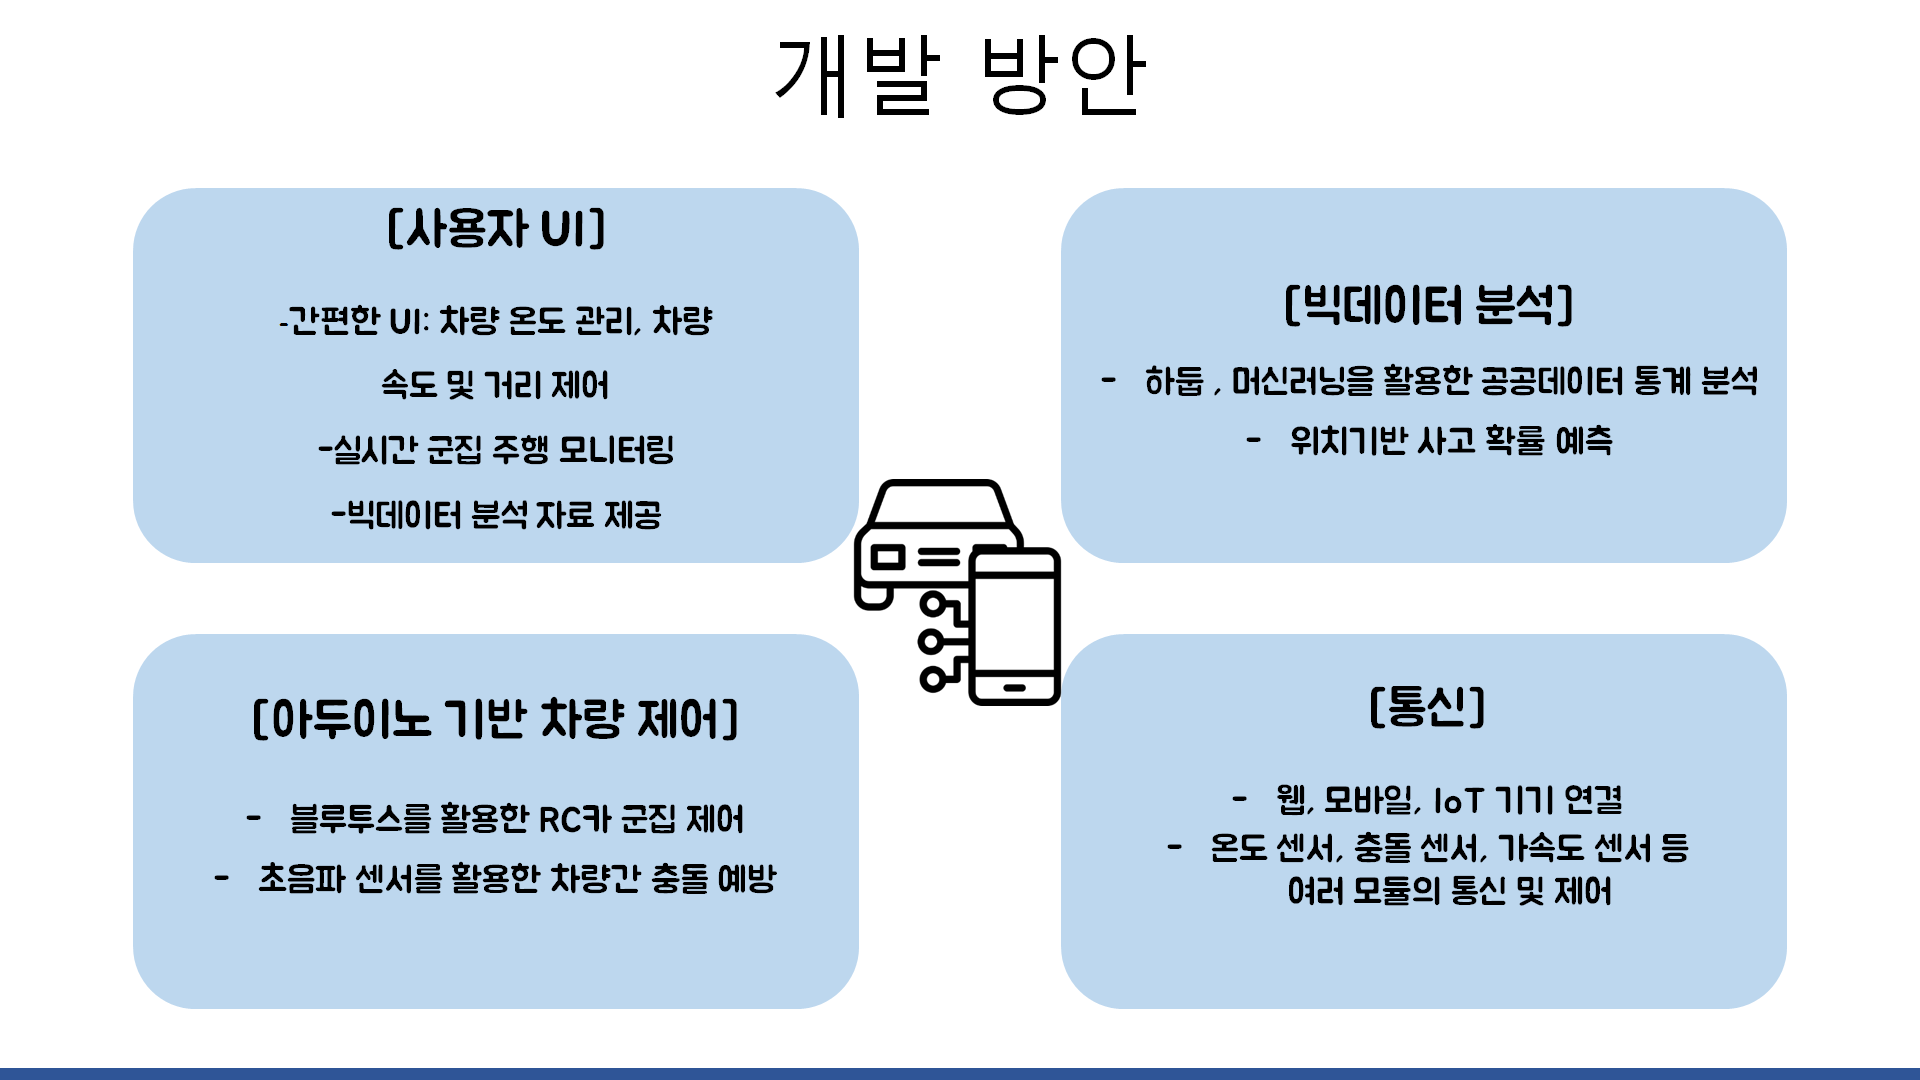 개발 방안
[사용자 UI]
-간편한 UI: 차량 온도 관리, 차량
속도 및 거리 제어
-실시간 군집 주행 모니터링
-빅데이터 분석 자료 제공
[빅데이터 분석]
- 하둡 , 머신러닝을 활용한 공공데이터 통계 분석
- 위치기반 사고 확률 예측
[아두이노 기반 차량 제어]
- 블루투스를 활용한 RC카 군집 제어
- 초음파 센서를 활용한 차량간 충돌 예방
[통신]
- 웹, 모바일, IoT 기기 연결
- 온도 센서, 충돌 센서, 가속도 센서 등
여러 모듈의 통신 및 제어